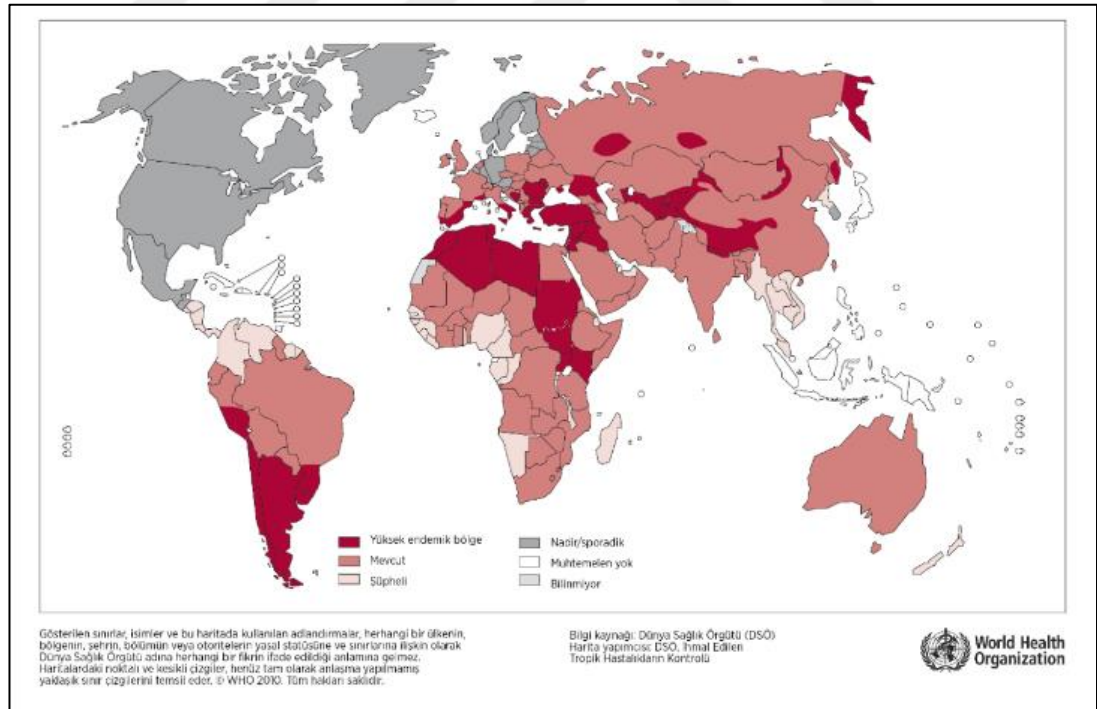 Yüksek endemik bölge
Mevcut
Şüpheli
Nadir/sporadik
Muhtemelen yok
Bilinmiyor
Gösterilen sınırlar, isimler ve bu haritada kullanılan adlandırmalar, herhangi bir ülkenin,
bölgenin, şehrin, bölümün veya otoritelerin yasal statüsüne ve sınırlarına ilişkin olarak
Dünya Sağlık Örgütü adına herhangi bir fikrin ifade edildiği anlamına gelmez.
Haritalardaki noktalı ve kesikli çizgiler, henüz tam olarak anlaşma yapılmamış
yaklaşık sınır çizgilerini temsil eder. © WHO 2010. Tüm hakları saklıdır.
Bilgi kaynağı: Dünya Sağlık Örgütü (DSÖ)
Harita yapımcısı: DSÖ, İhmal Edilen
Tropik Hastalıkların Kontrolü
World Health
Organization